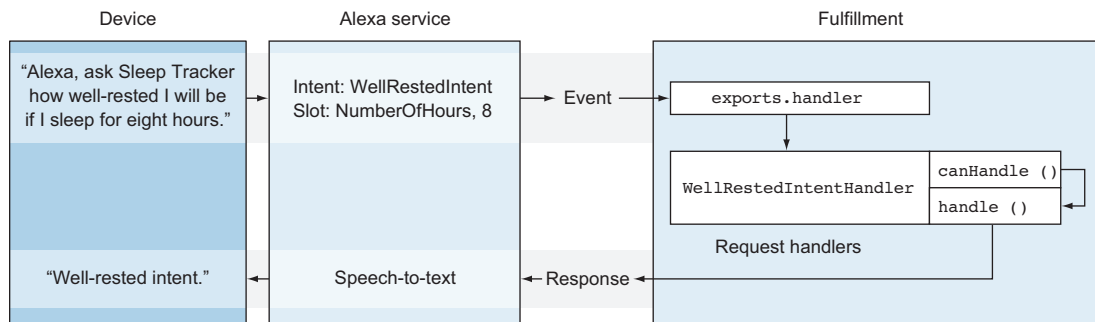 Device
Alexa service
Fulfillment
“Alexa, ask Sleep Tracker
how well-rested I will be
if I sleep for eight hours.”
Intent: WellRestedIntent
Slot: NumberOfHours, 8
Event
exports.handler
WellRestedIntentHandler
canHandle ()
handle ()
Request handlers
“Well-rested intent.”
Speech-to-text
Response